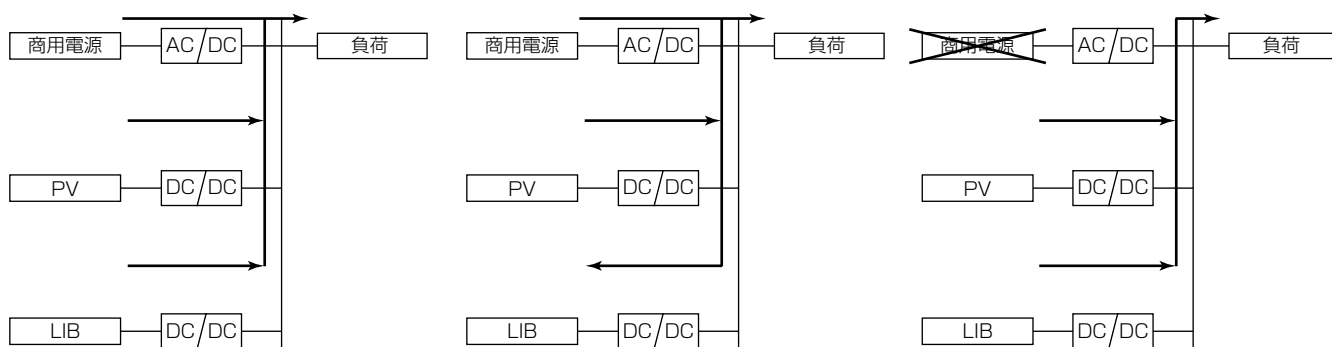 商用電源 AC/DC 負荷 商用電源 AC/DC 負荷 商用電源 AC/DC 負荷
PV DC/DC PV DC/DC PV DC/DC
LIB DC/DC LIB DC/DC LIB DC/DC